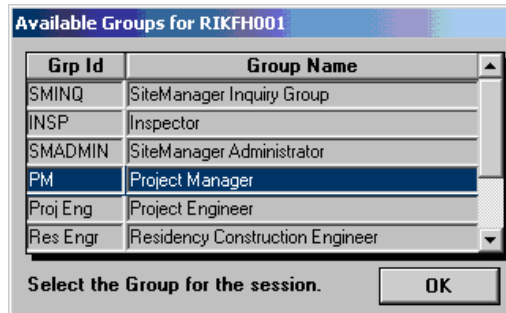 Available Groups for RIKFH001
Grp Id Group Name
SMINQ SiteManager Inquiry Group
INSP Inspector
SMADMIN SiteManager Administrator
PM Project Manager
Proj Eng Project Engineer
Res Engr Residency Construction Engineer
Select the Group for the session. OK